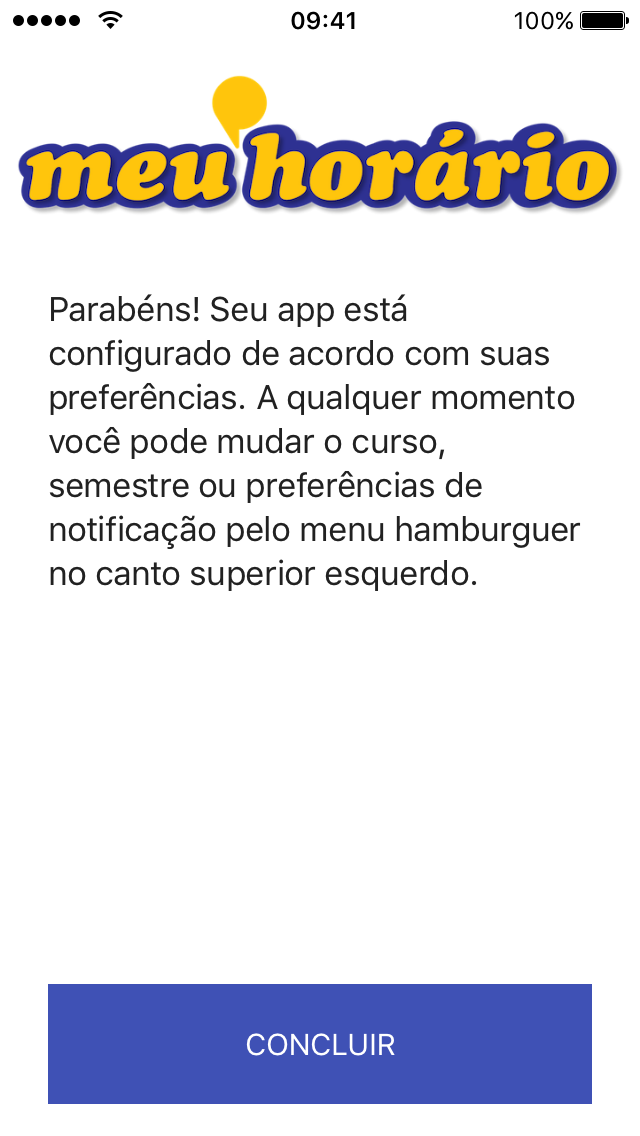 09:41 100%
meu horário
Parabéns! Seu app está
configurado de acordo com suas
preferências. A qualquer momento
você pode mudar o curso,
semestre ou preferências de
notificação pelo menu hamburguer
no canto superior esquerdo.
CONCLUIR